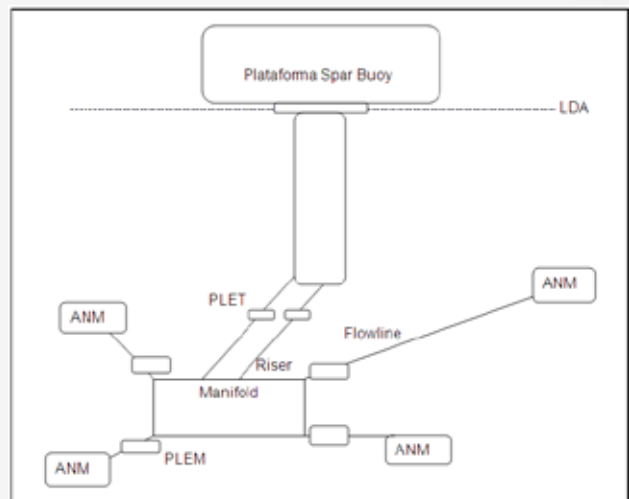 Plataforma Spar Buoy
LDA
PLET
ANM
ANM
Flowline
Riser
Manifold
ANM
PLEM
ANM